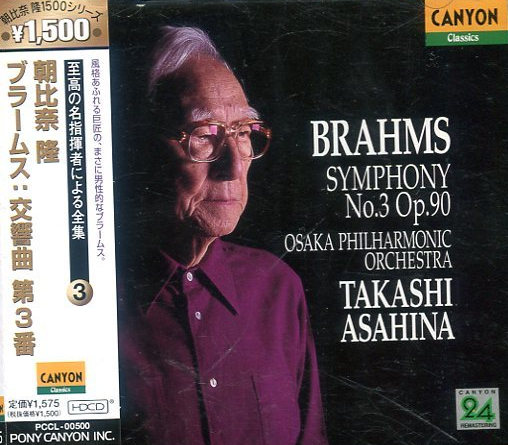 朝比奈 隆1500シリーズ
¥1,500
朝比奈 隆
ブラームス:交響曲 第3番
至高の名指揮者による全集
3
風格あふれる巨匠の、まさに男性的なブラームス。
CANYON
Classics
定価¥1,575
(税抜価格¥1,500)
HDCD
PCCL-00500
PONY CANYON INC.
CANYON
Classics
BRAHMS
SYMPHONY
No.3 Op.90
OSAKA PHILHARMONIC
ORCHESTRA
TAKASHI
ASAHINA
CANYON
24
REMASTERING